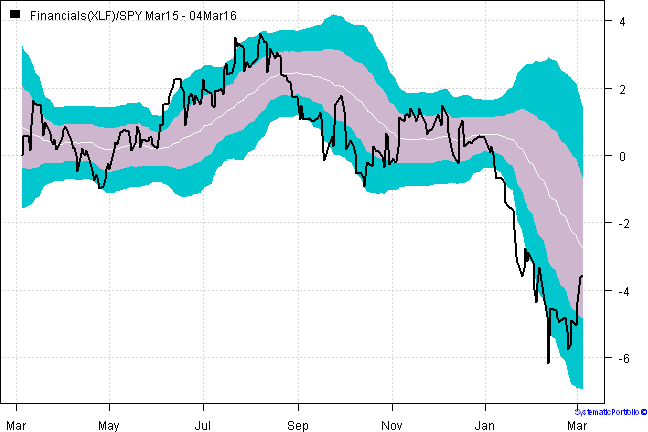 Financials(XLF)/SPY Mar15 - 04Mar16
4
2
0
-2
-4
-6
Mar May Jul Sep Nov Jan Mar
SystematicPortfolio ©